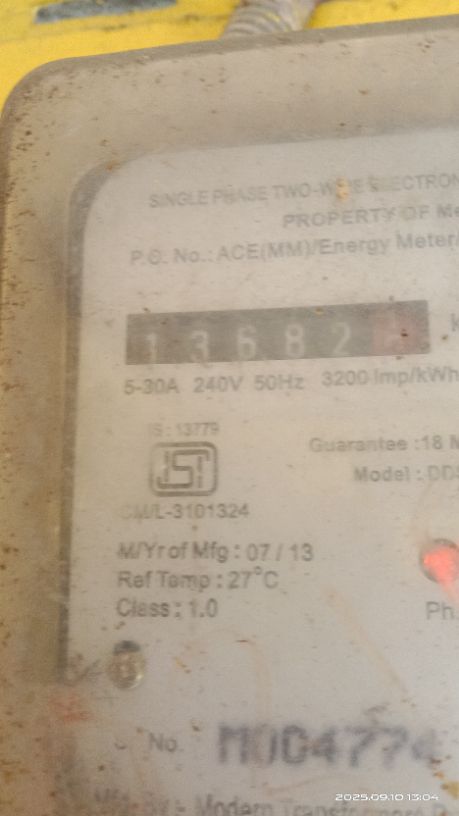 SINGLE PHASE TWO-WIRE ELECTRON
PROPERTY OF Me
P.O. No.: ACE(MM)/Energy Meter/
13682
5-30A 240V 50Hz 3200 Imp/kWh
IS : 13779
Guarantee :18 M
Model : DDS
CM/L-3101324
M/Yr of Mfg : 07 / 13
Ref Temp : 27°C
Class : 1.0
Ph.
No. M004774
Modern Transformers
2025.09.10 13:04